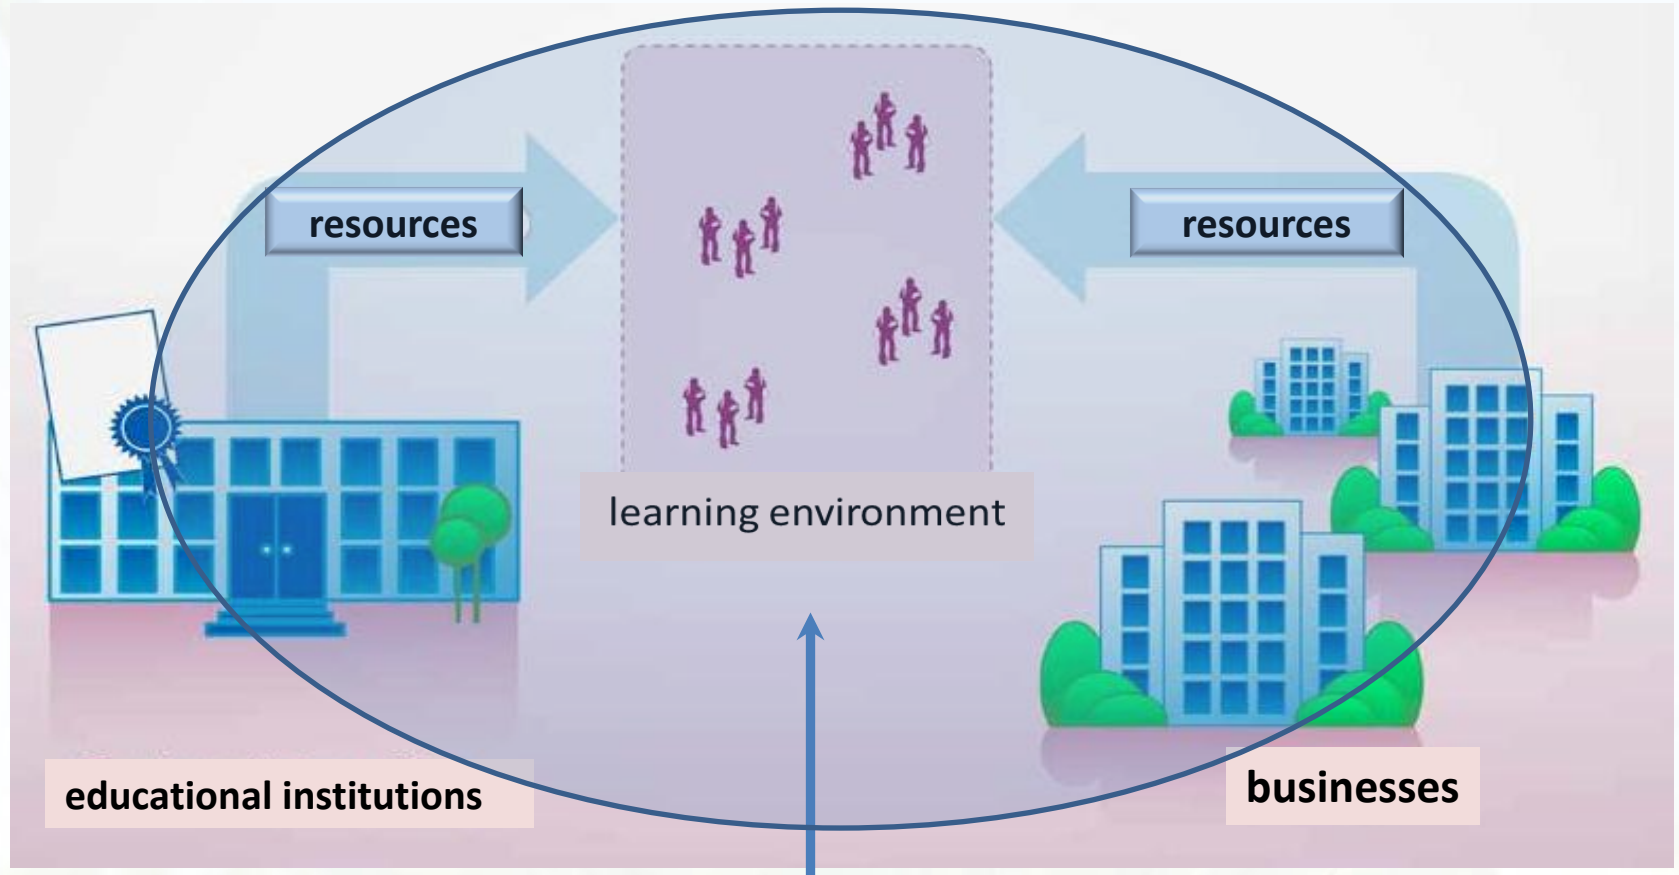 resources
resources
learning environment
educational institutions
businesses